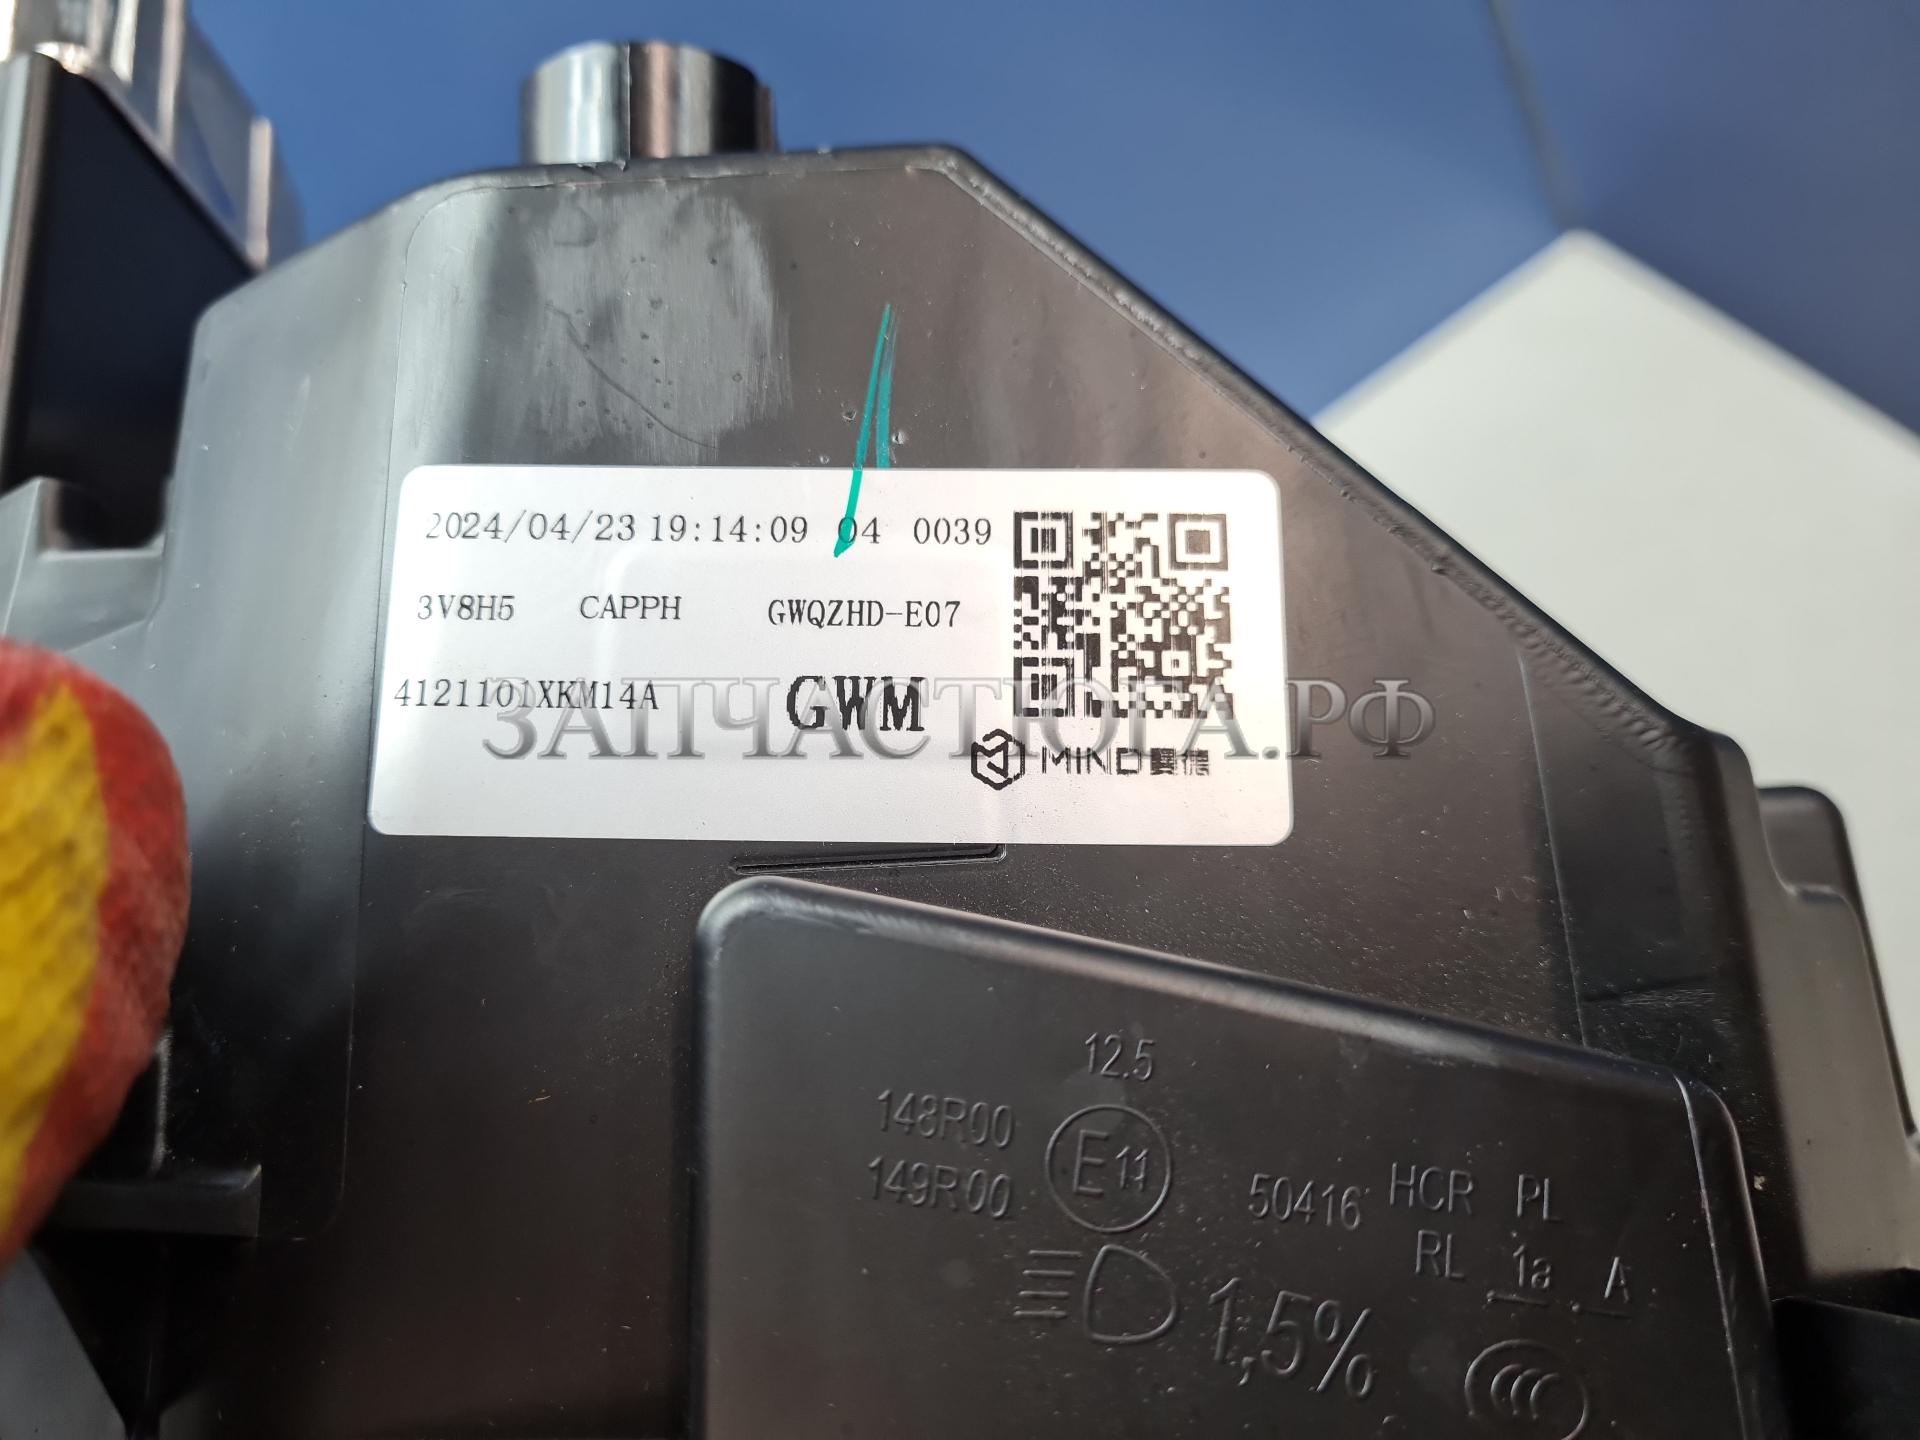 2024/04/23 19:14:09 04 0039
3V8H5 CAPPH GWQZHD-E07
4121101XKM14A GWM
ЗАПЧАСТЮГА.РФ
MIND
12.5
148R00
149R00
E11
50416 HCR PL
RL 1a A
1,5%
CCC